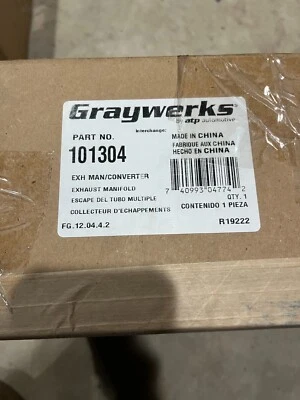 Graywerks
by atp automotive
PART NO.
Interchange:
101304
MADE IN CHINA
FABRIQUE AUX CHINA
HECHO EN CHINA
EXH MAN/CONVERTER
EXHAUST MANIFOLD
ESCAPE DEL TUBO MULTIPLE
COLLECTEUR D'ECHAPPEMENTS
7 40993 04774 2
QTY. 1
CONTENIDO 1 PIEZA
FG.12.04.4.2
R19222